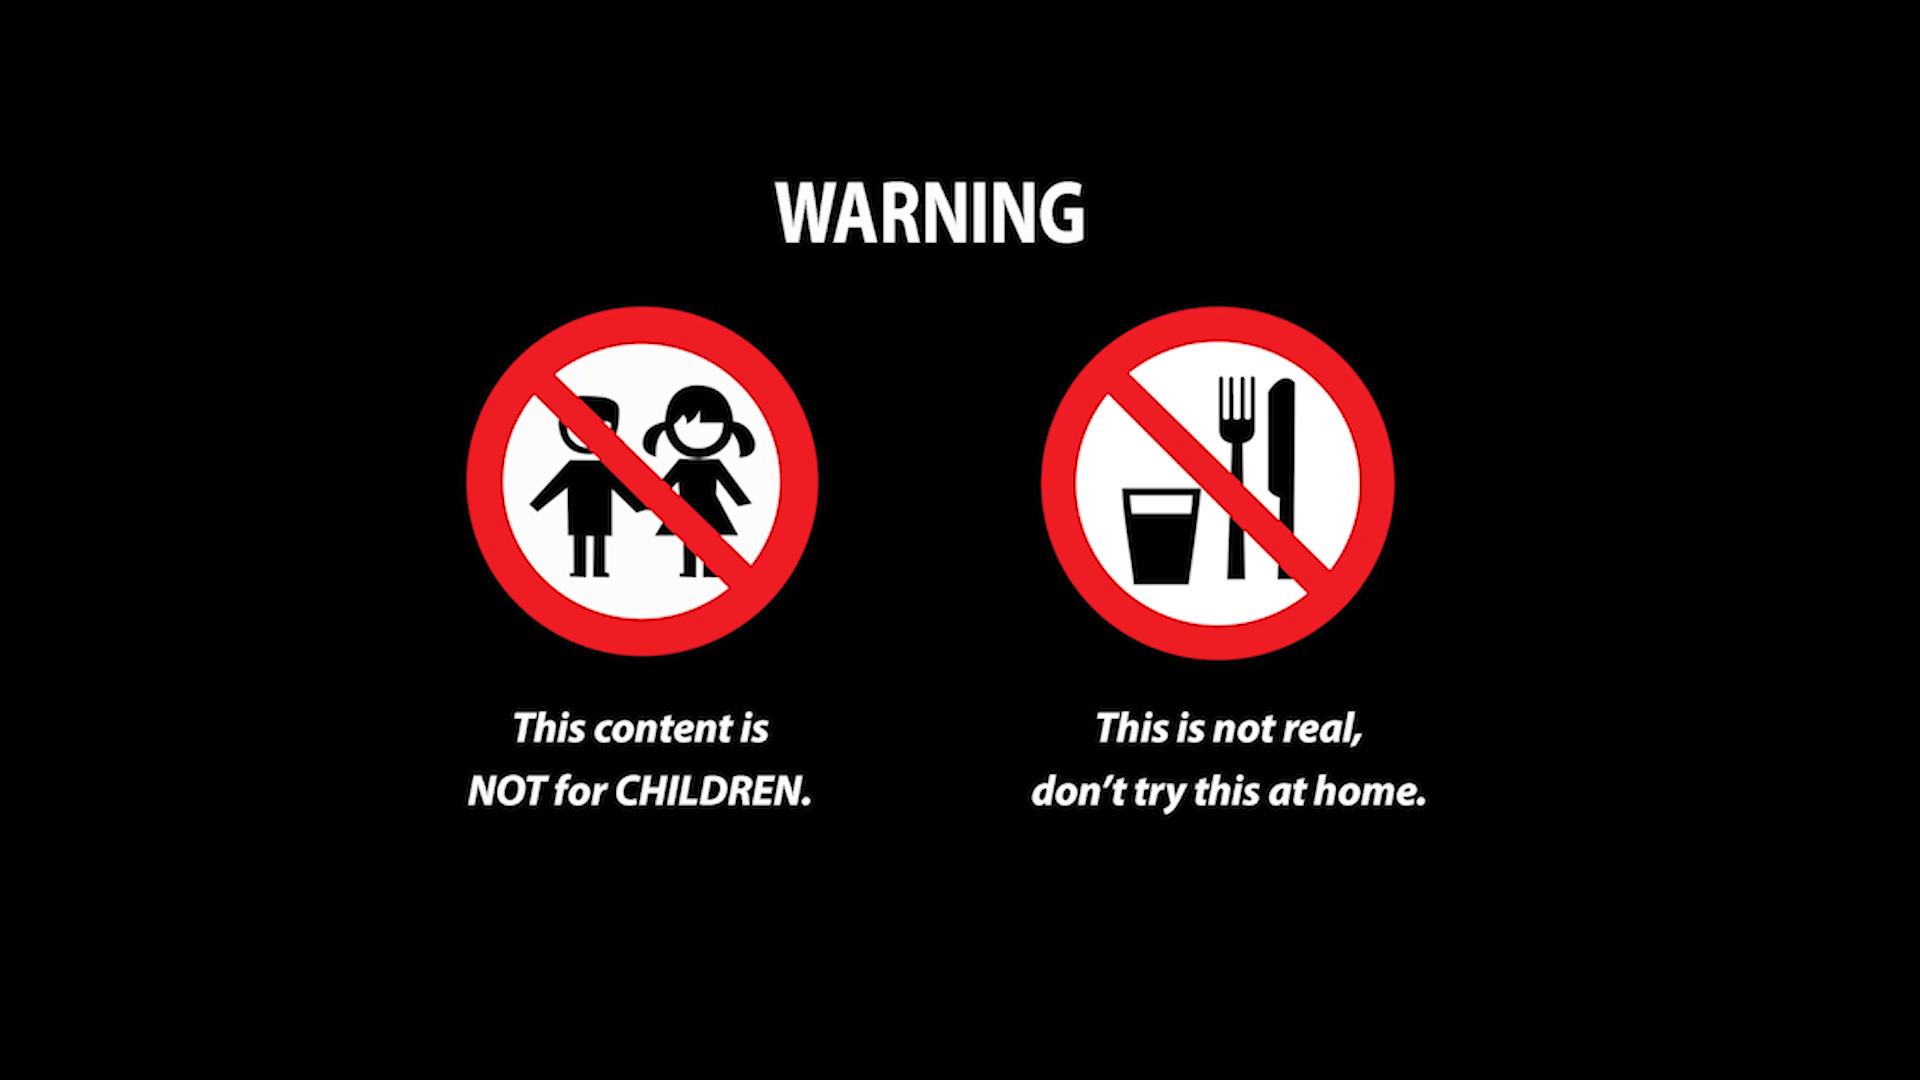 WARNING
This content is
NOT for CHILDREN.
This is not real,
don't try this at home.